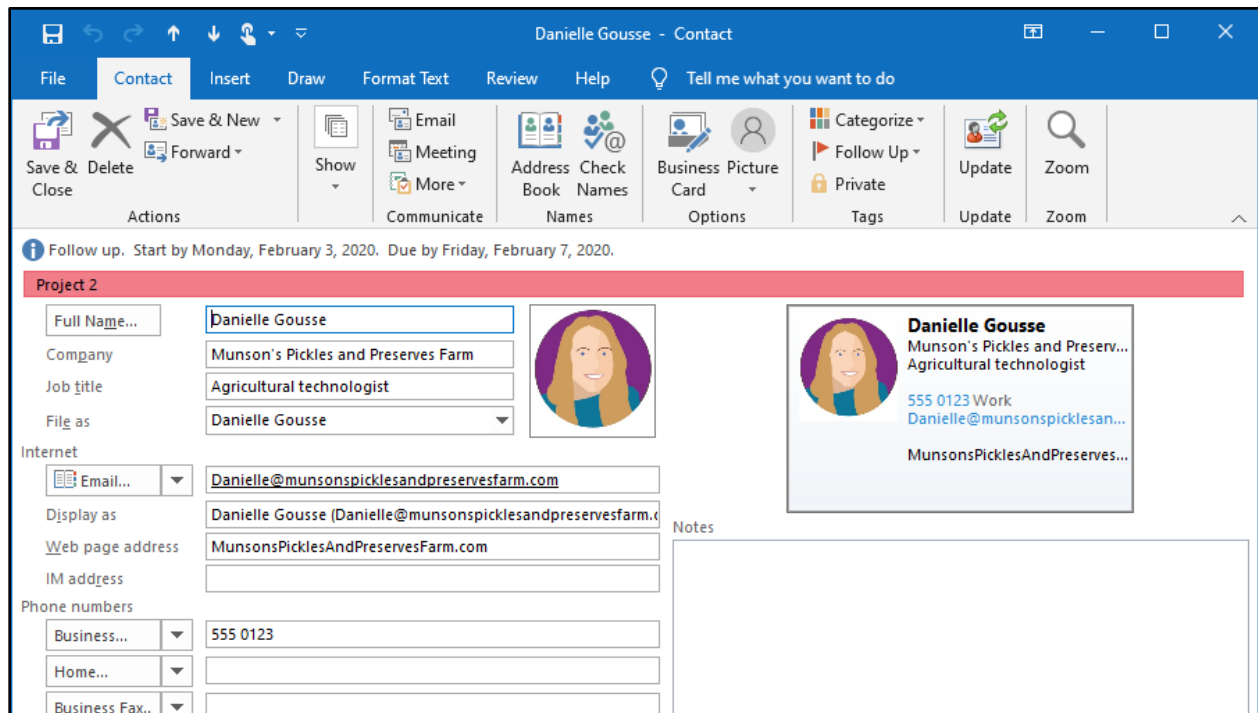 Danielle Gousse - Contact
File Contact Insert Draw Format Text Review Help Tell me what you want to do
Save & Close
Delete
Save & New
Forward
Actions
Show
Email
Meeting
More
Communicate
Address Book
Check Names
Names
Business Card
Picture
Options
Categorize
Follow Up
Private
Tags
Update
Update
Zoom
Zoom
Follow up. Start by Monday, February 3, 2020. Due by Friday, February 7, 2020.
Project 2
Full Name... Danielle Gousse
Company Munson's Pickles and Preserves Farm
Job title Agricultural technologist
File as Danielle Gousse
Internet
Email... Danielle@munsonspicklesandpreservesfarm.com
Display as Danielle Gousse (Danielle@munsonspicklesandpreservesfarm.c
Web page address MunsonsPicklesAndPreservesFarm.com
IM address
Phone numbers
Business... 555 0123
Home...
Business Fax..
Danielle Gousse
Munson's Pickles and Preserv...
Agricultural technologist
555 0123 Work
Danielle@munsonspicklesan...
MunsonsPicklesAndPreserves...
Notes